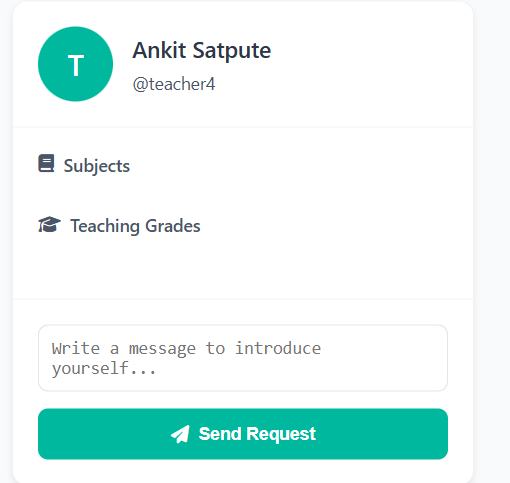 T
Ankit Satpute
@teacher4
Subjects
Teaching Grades
Write a message to introduce
yourself...
Send Request